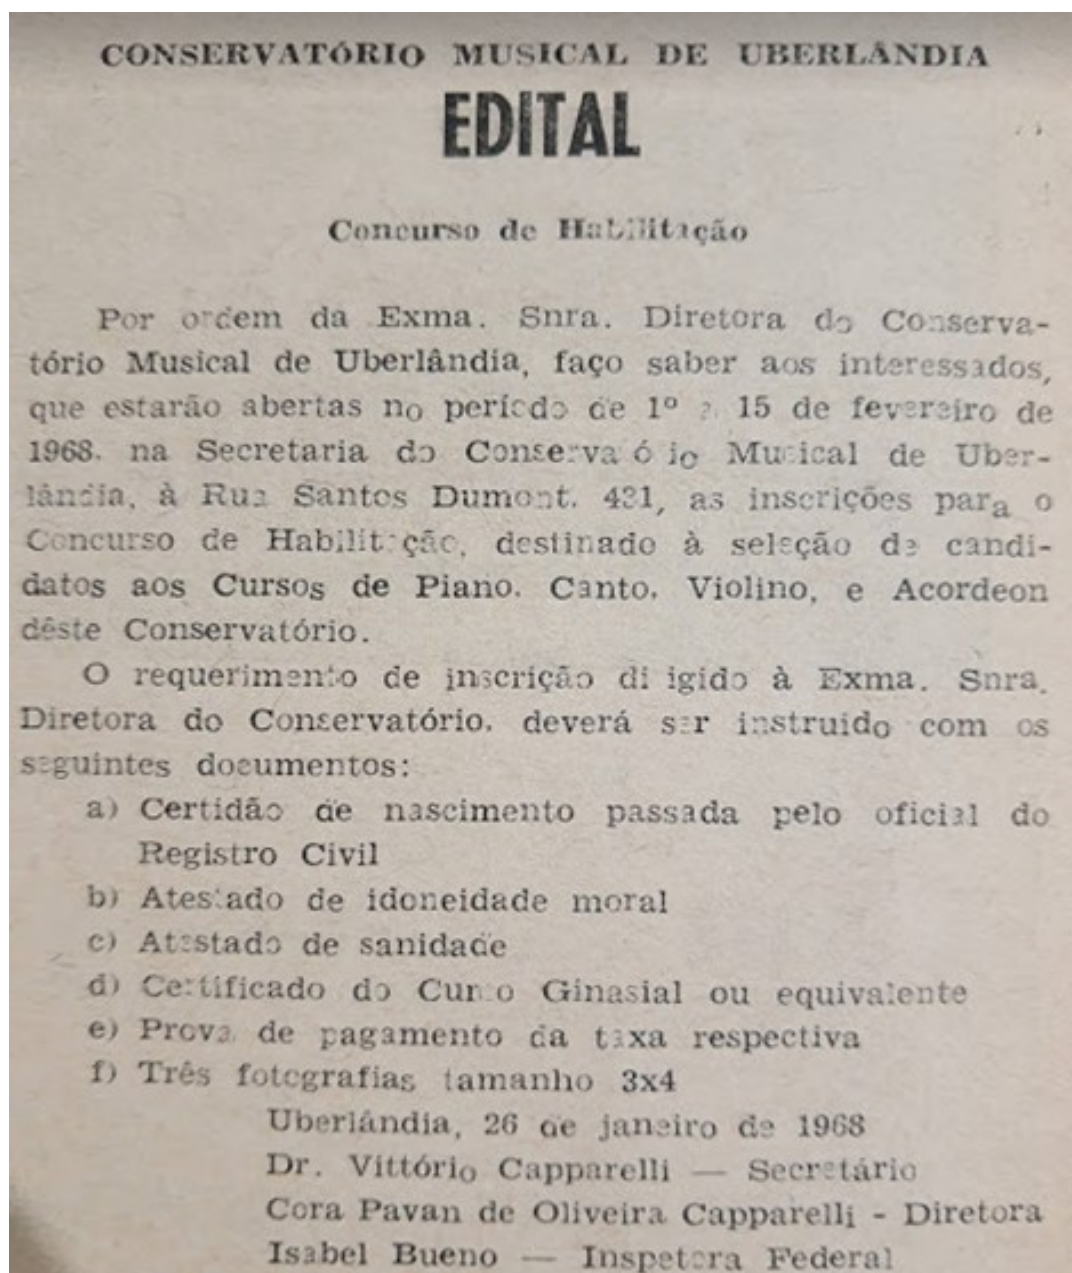 CONSERVATÓRIO MUSICAL DE UBERLÂNDIA
EDITAL
Concurso de Habilitação
Por ordem da Exma. Snra. Diretora do Conserva-
tório Musical de Uberlândia, faço saber aos interessados,
que estarão abertas no período de 1º a 15 de fevereiro de
1968. na Secretaria do Conservatório Musical de Uber-
lândia, à Rua Santos Dumont. 431, as inscrições para o
Concurso de Habilitação, destinado à seleção de candi-
datos aos Cursos de Piano. Canto. Violino, e Acordeon
dêste Conservatório.
O requerimento de inscrição dirigido à Exma. Snra.
Diretora do Conservatório. deverá ser instruido com os
seguintes documentos:
a) Certidão de nascimento passada pelo oficial do
Registro Civil
b) Atestado de idoneidade moral
c) Atestado de sanidade
d) Certificado do Curso Ginasial ou equivalente
e) Prova de pagamento da taxa respectiva
f) Três fotografias tamanho 3x4
Uberlândia, 26 de janeiro de 1968
Dr. Vittório Capparelli — Secretário
Cora Pavan de Oliveira Capparelli - Diretora
Isabel Bueno — Inspetora Federal